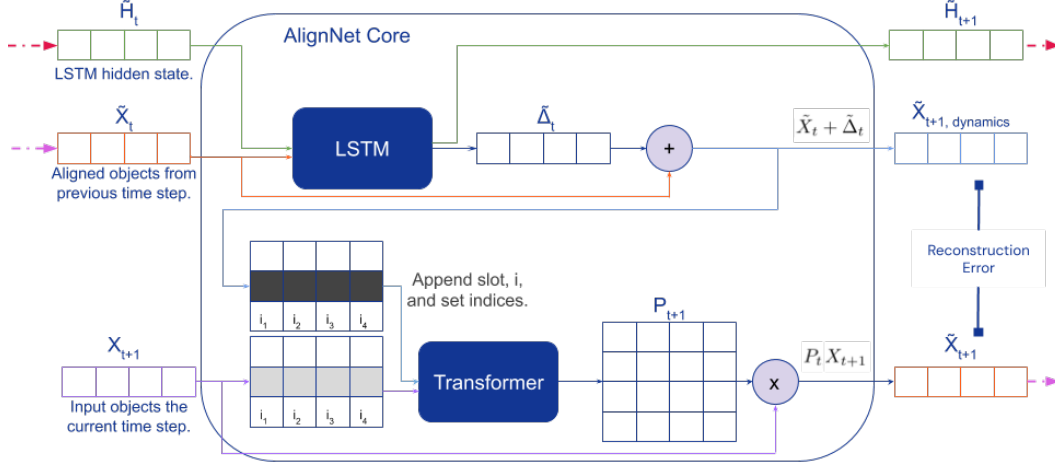 H̃t
H̃t+1
AlignNet Core
LSTM hidden state.
X̃t
Δ̃t
X̃t + Δ̃t
X̃t+1, dynamics
LSTM
+
Aligned objects from
previous time step.
Reconstruction
Error
Append slot, i,
and set indices.
i1 i2 i3 i4
Pt+1
Xt+1
Pt Xt+1
X̃t+1
Transformer
x
i1 i2 i3 i4
Input objects the
current time step.